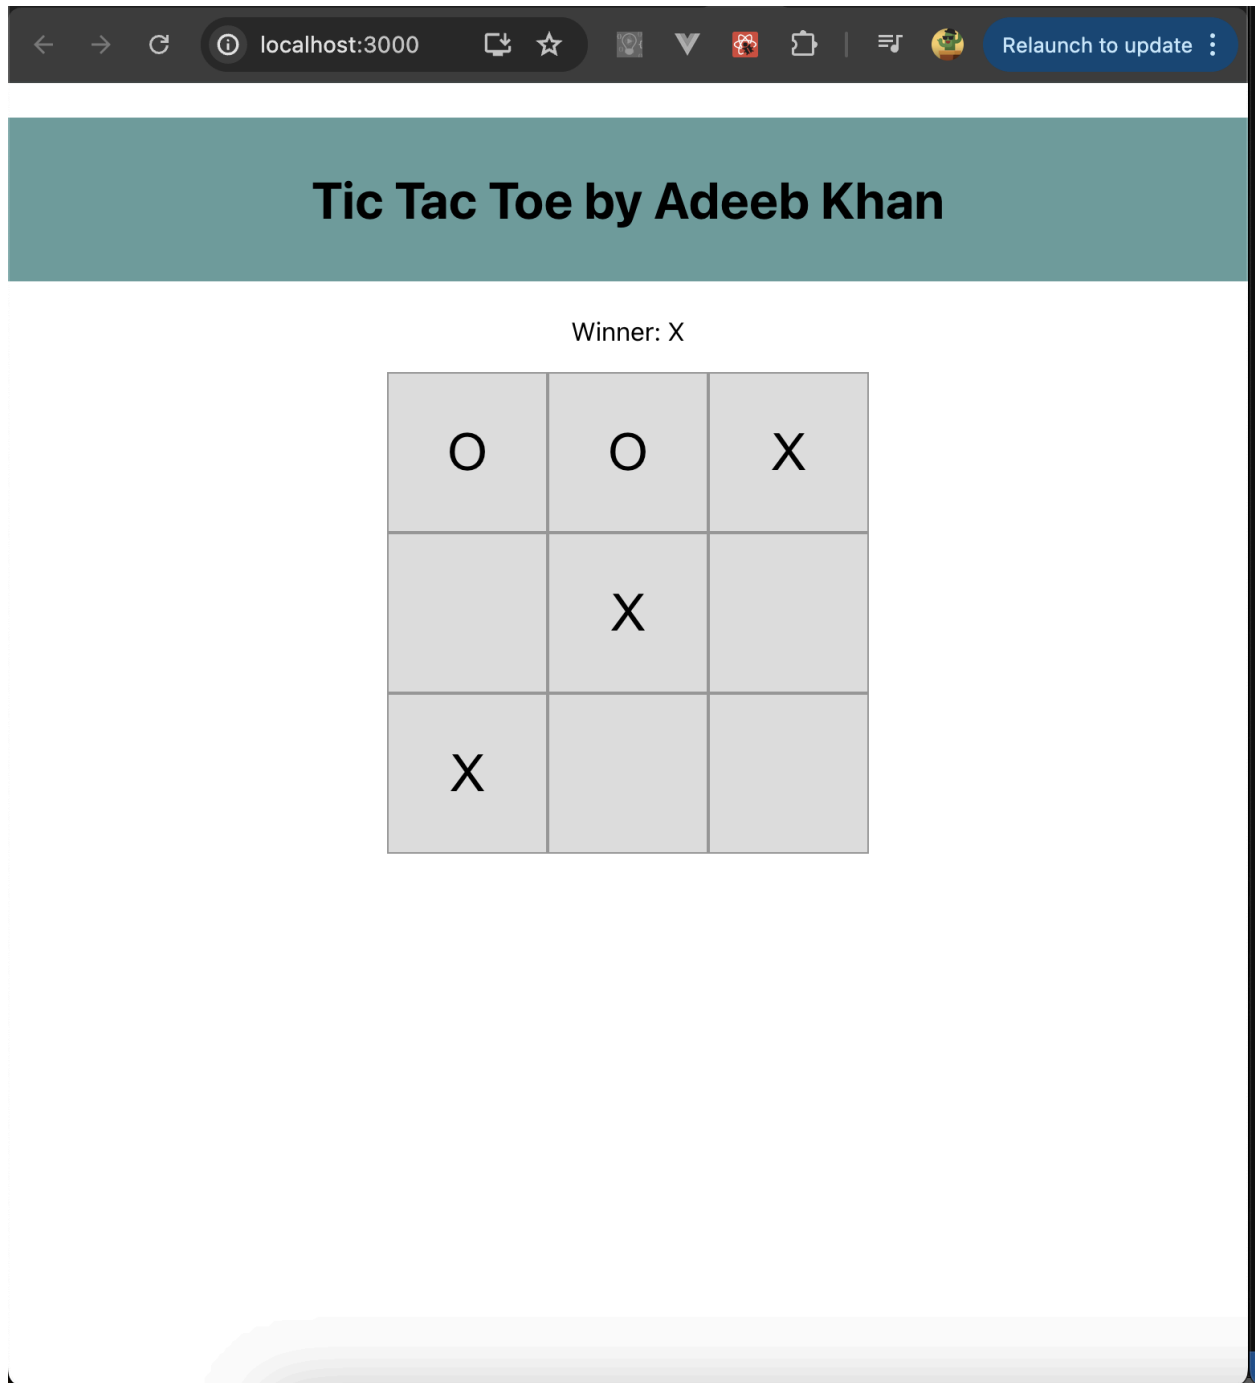 localhost:3000
Relaunch to update
Tic Tac Toe by Adeeb Khan
Winner: X
O O X
X
X